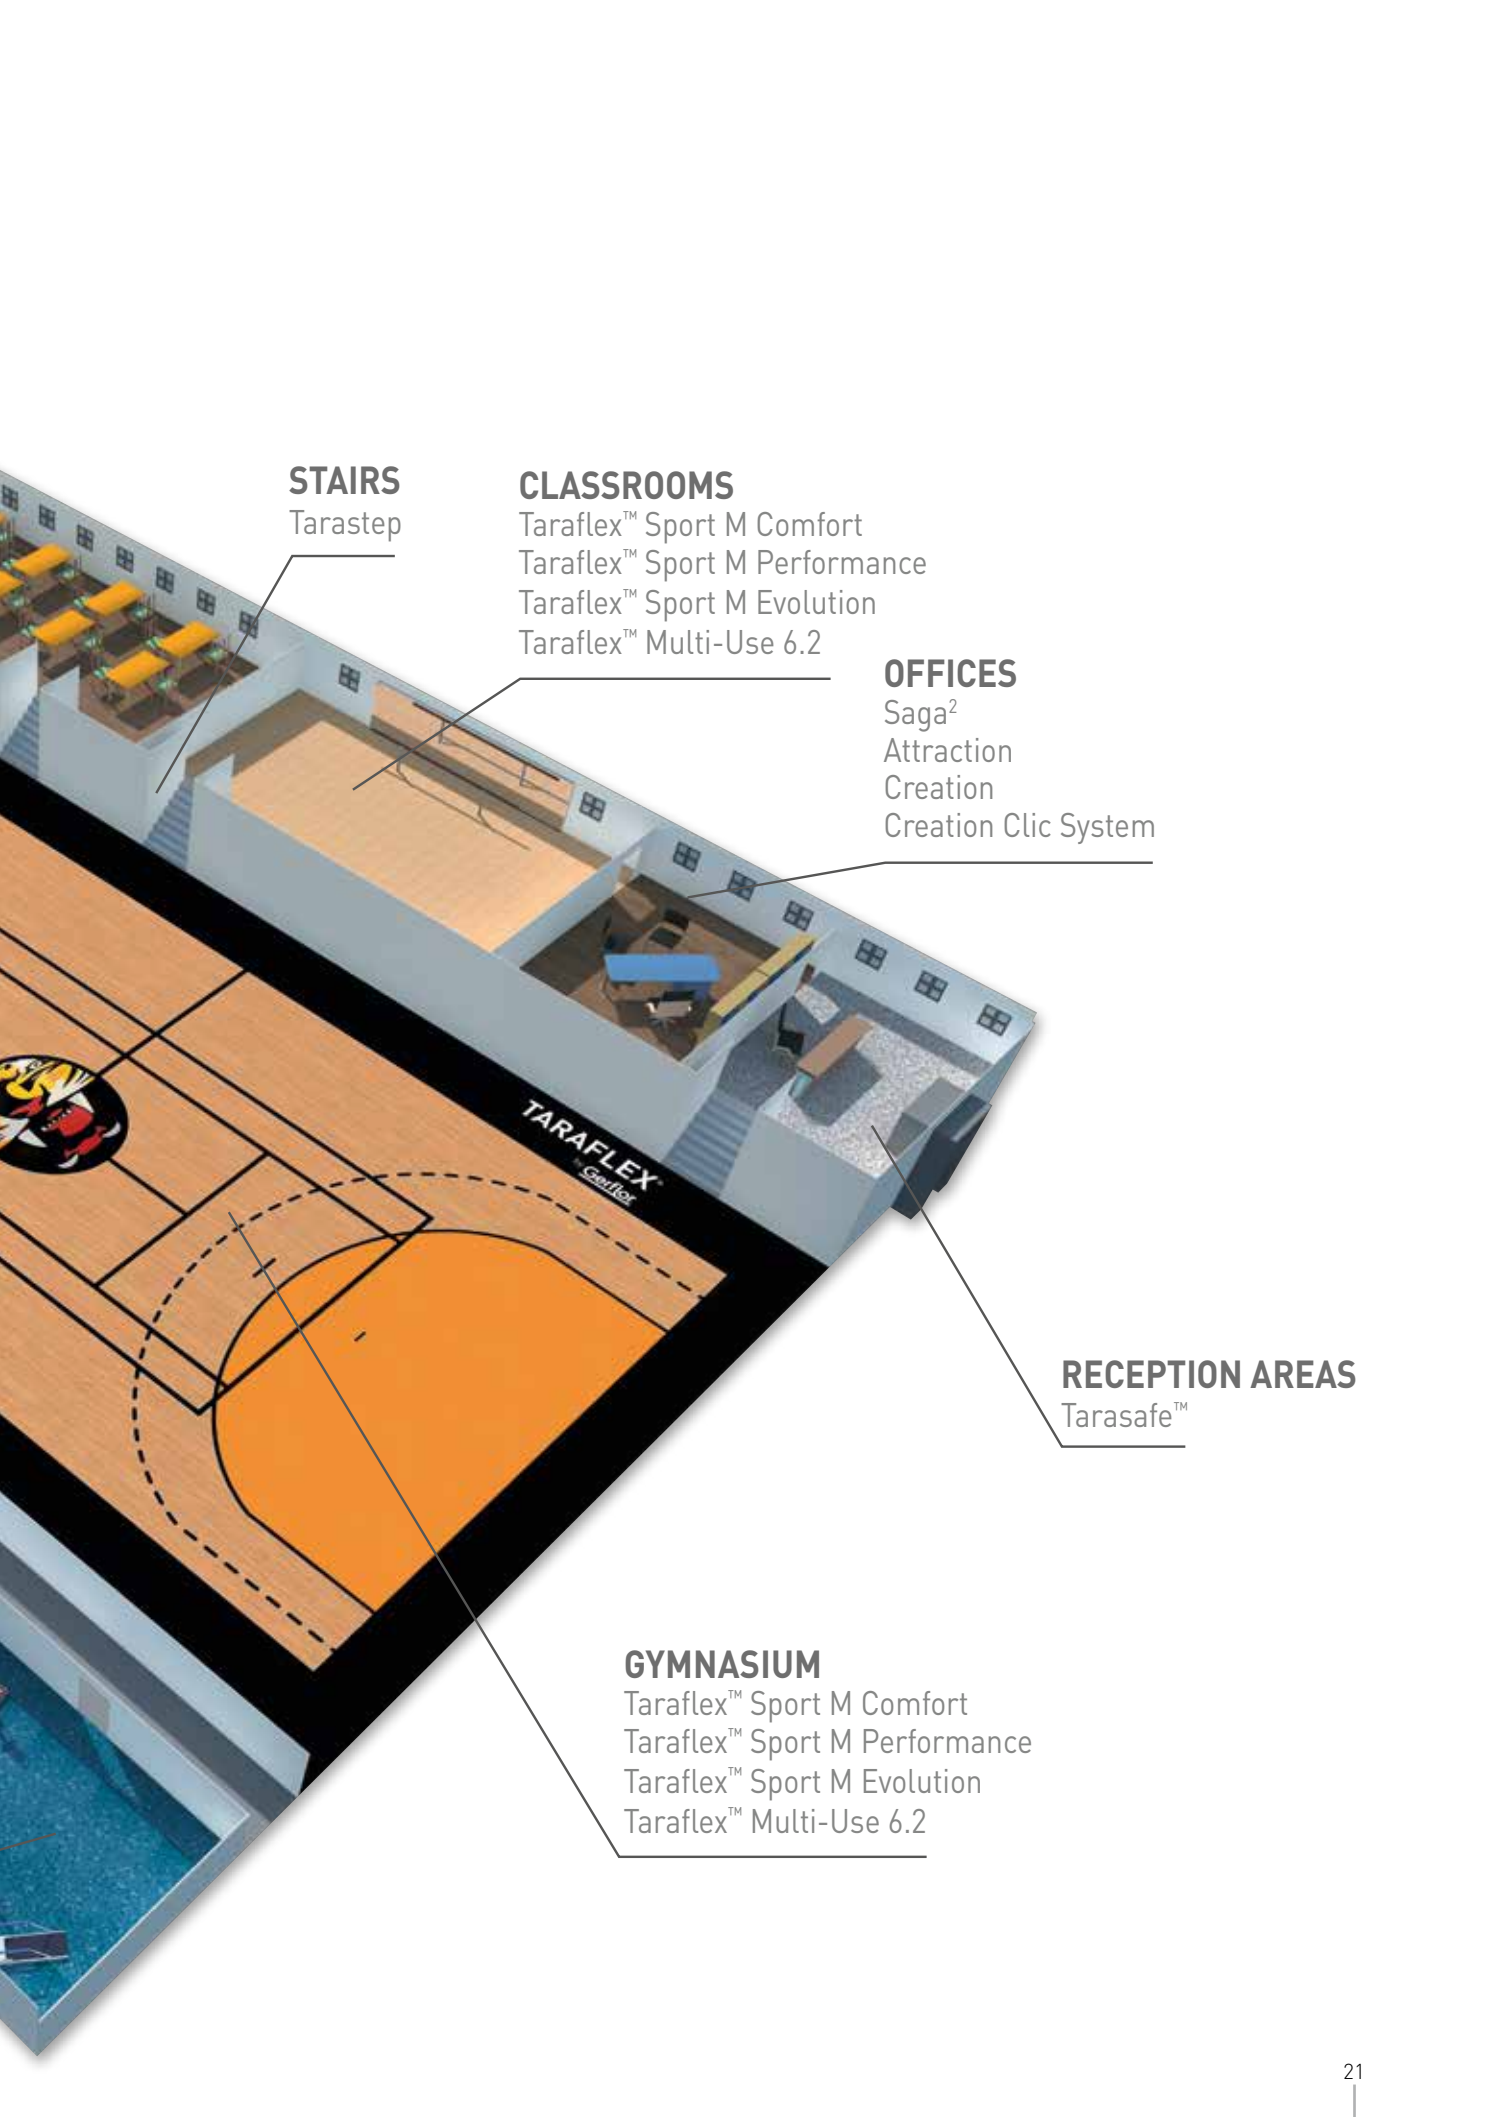 STAIRS
Tarastep
CLASSROOMS
Taraflex™ Sport M Comfort
Taraflex™ Sport M Performance
Taraflex™ Sport M Evolution
Taraflex™ Multi-Use 6.2
OFFICES
Saga²
Attraction
Creation
Creation Clic System
TARAFLEX
by Gerflor
RECEPTION AREAS
Tarasafe™
GYMNASIUM
Taraflex™ Sport M Comfort
Taraflex™ Sport M Performance
Taraflex™ Sport M Evolution
Taraflex™ Multi-Use 6.2
21